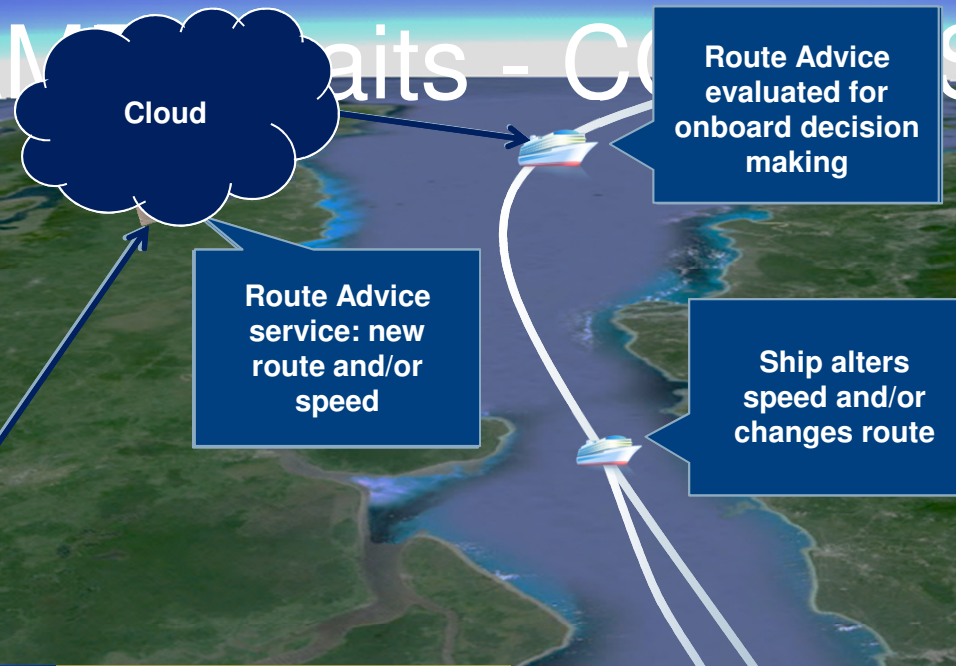 Cloud
Route Advice
evaluated for
onboard decision
making
Route Advice
service: new
route and/or
speed
Ship alters
speed and/or
changes route